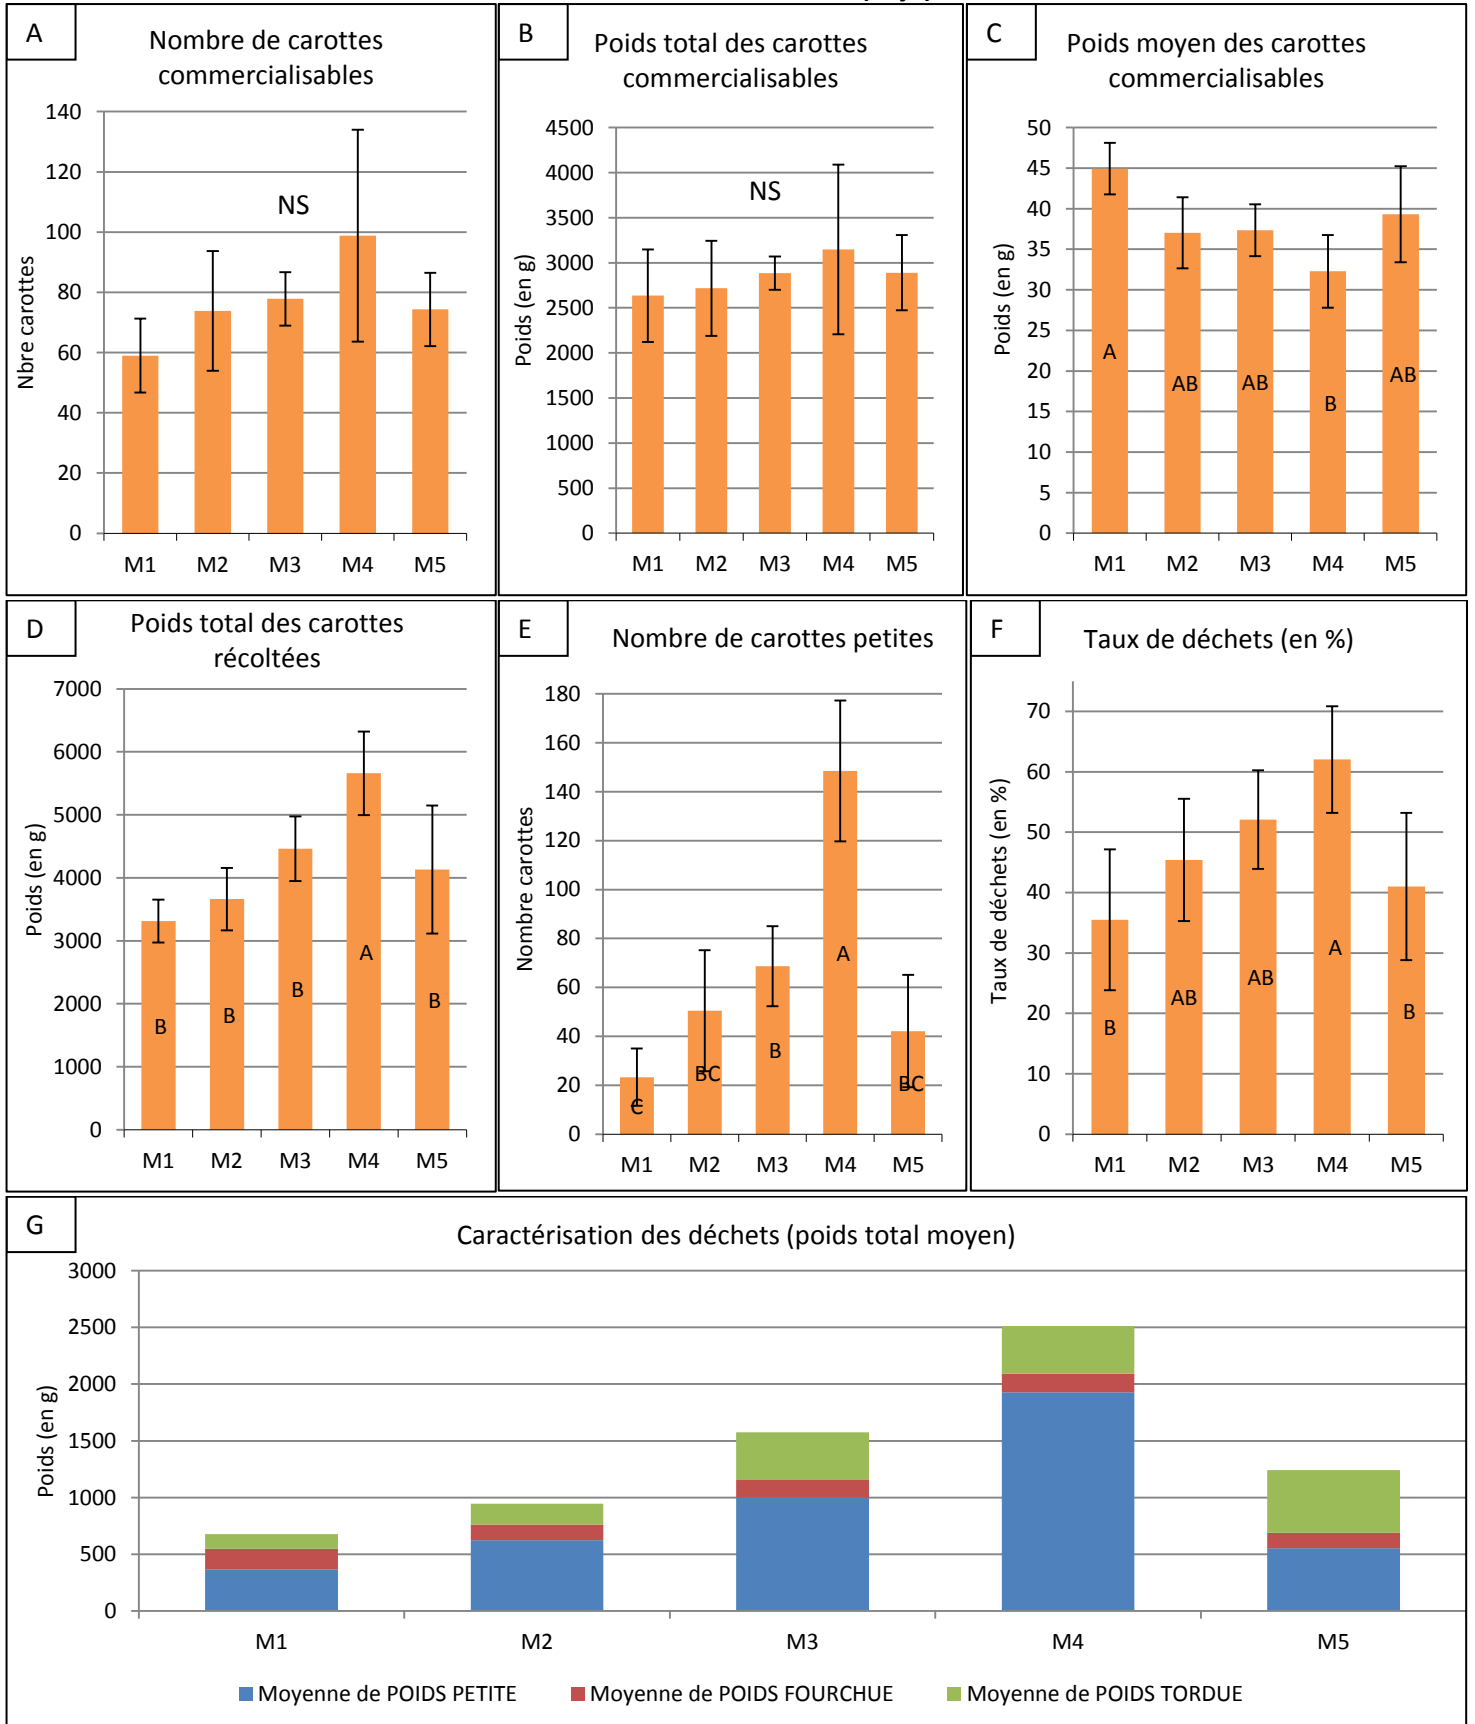 A
Nombre de carottes
commercialisables
Nbre carottes
140
120
100
80
60
40
20
0
NS
M1 M2 M3 M4 M5
B
Poids total des carottes
commercialisables
Poids (en g)
4500
4000
3500
3000
2500
2000
1500
1000
500
0
NS
M1 M2 M3 M4 M5
C
Poids moyen des carottes
commercialisables
Poids (en g)
50
45
40
35
30
25
20
15
10
5
0
A AB AB B AB
M1 M2 M3 M4 M5
D
Poids total des carottes
récoltées
Poids (en g)
7000
6000
5000
4000
3000
2000
1000
0
B B B A B
M1 M2 M3 M4 M5
E
Nombre de carottes petites
Nombre carottes
180
160
140
120
100
80
60
40
20
0
C BC B A BC
M1 M2 M3 M4 M5
F
Taux de déchets (en %)
Taux de déchets (en %)
70
60
50
40
30
20
10
0
B AB AB A B
M1 M2 M3 M4 M5
G
Caractérisation des déchets (poids total moyen)
Poids (en g)
3000
2500
2000
1500
1000
500
0
M1 M2 M3 M4 M5
Moyenne de POIDS PETITE Moyenne de POIDS FOURCHUE Moyenne de POIDS TORDUE